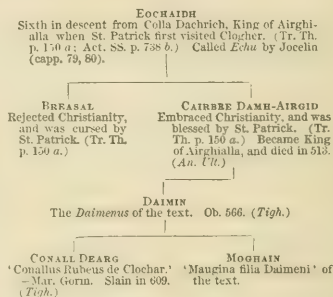 EOCHAIDH
Sixth in descent from Colla Dachrich, King of Airghi-
alla when St. Patrick first visited Clogher. (Tr. Th.
p. 150 a; Act. SS. p. 738 b.) Called Echu by Jocelin
(capp. 79, 80).
BREASAL
Rejected Christianity,
and was cursed by
St. Patrick. (Tr. Th.
p. 150 a.)
CAIRBRE DAMH-AIRGID
Embraced Christianity, and was
blessed by St. Patrick. (Tr.
Th. p. 150 a.) Became King
of Airghialla, and died in 513.
(An. Ult.)
DAIMIN
The Daimenus of the text. Ob. 566. (Tigh.)
CONALL DEARG
'Conallus Rubeus de Clochar.'
–Mar. Gorm. Slain in 609.
(Tigh.)
MOGHAIN
'Maugina filia Daimeni' of
the text.